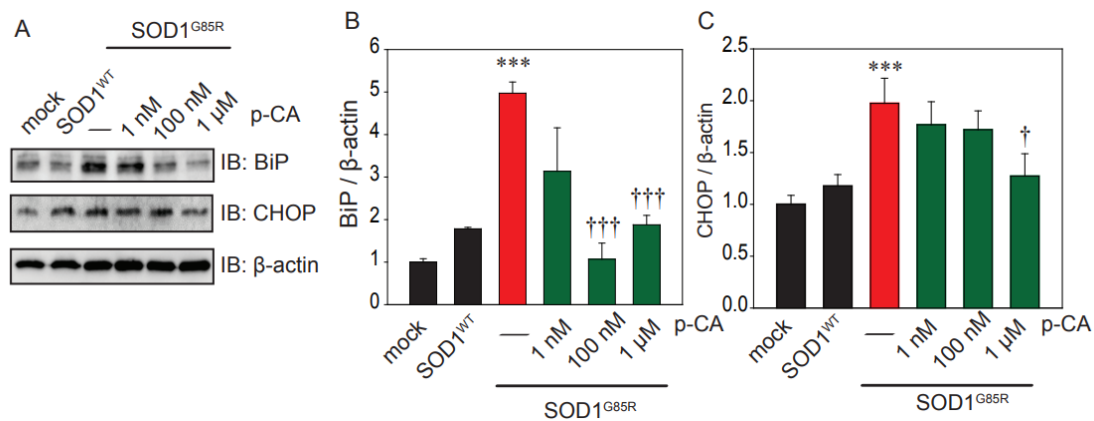 A
SOD1G85R
mock
SOD1WT
—
1 nM
100 nM
1 µM
p-CA
IB: BiP
IB: CHOP
IB: β-actin
B
BiP / β-actin
6
5
4
3
2
1
0
***
†††
†††
mock
SOD1WT
—
1 nM
100 nM
1 µM
p-CA
SOD1G85R
C
CHOP / β-actin
2.5
2.0
1.5
1.0
0.5
0.0
***
†
mock
SOD1WT
—
1 nM
100 nM
1 µM
p-CA
SOD1G85R